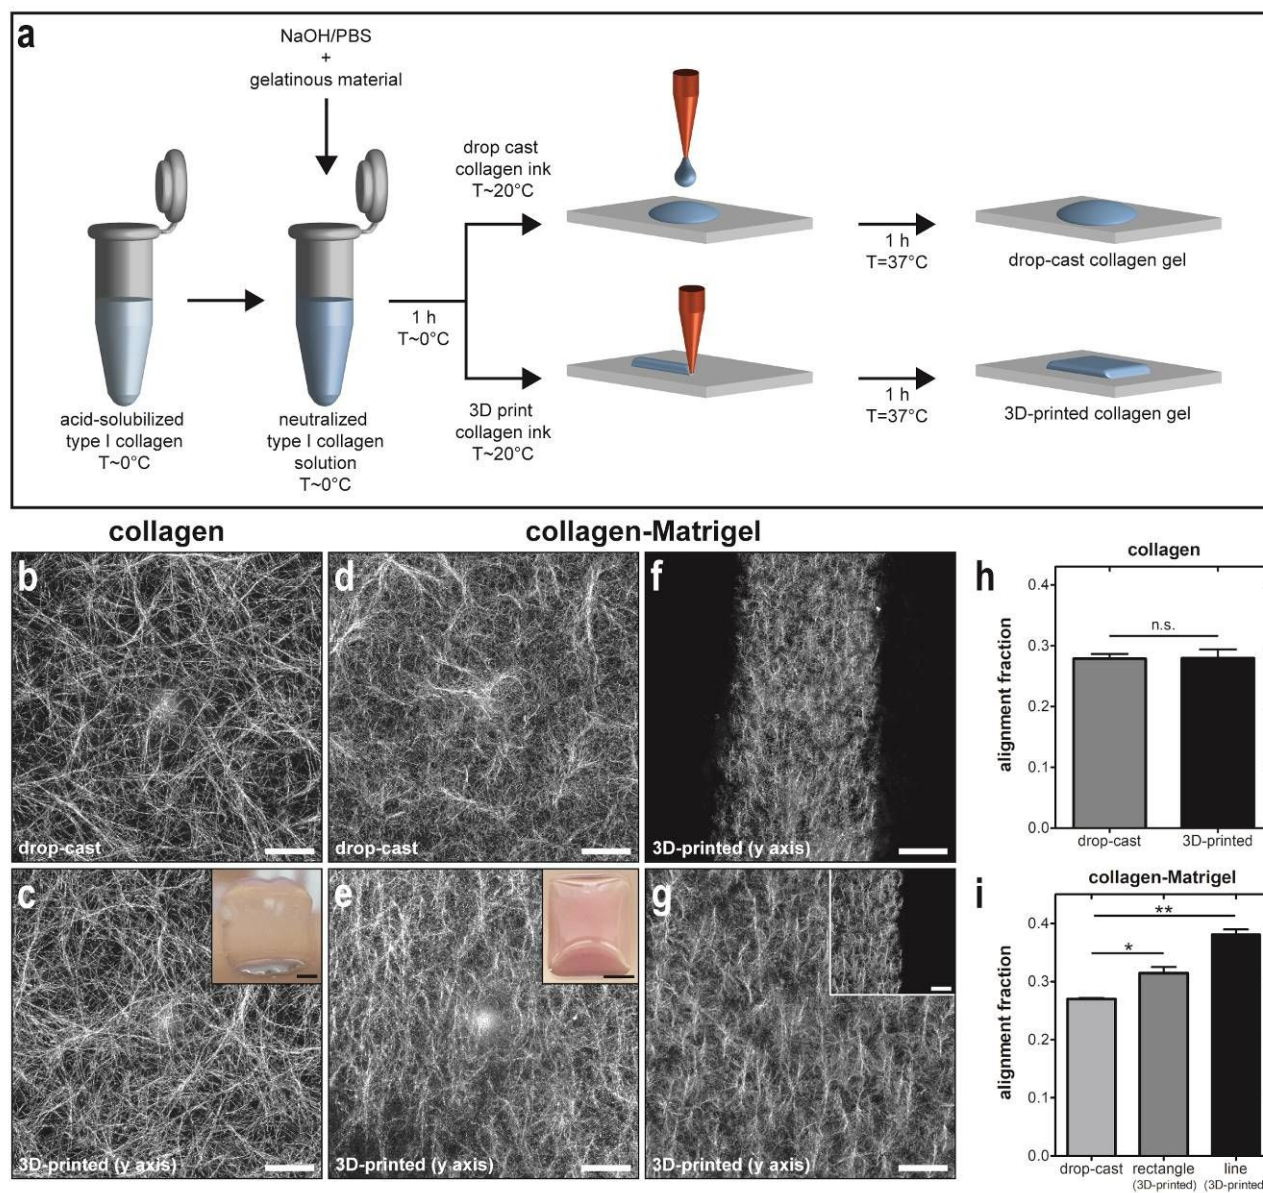 a
NaOH/PBS
+
gelatinous material
acid-solubilized
type I collagen
T~0°C
neutralized
type I collagen
solution
T~0°C
1 h
T~0°C
drop cast
collagen ink
T~20°C
3D print
collagen ink
T~20°C
1 h
T=37°C
drop-cast collagen gel
1 h
T=37°C
3D-printed collagen gel
collagen
collagen-Matrigel
b
drop-cast
d
drop-cast
f
3D-printed (y axis)
c
3D-printed (y axis)
e
3D-printed (y axis)
g
3D-printed (y axis)
h
collagen
alignment fraction
0.4
0.3
0.2
0.1
0.0
n.s.
drop-cast
3D-printed
i
collagen-Matrigel
alignment fraction
0.4
0.3
0.2
0.1
0.0
**
*
drop-cast
rectangle
(3D-printed)
line
(3D-printed